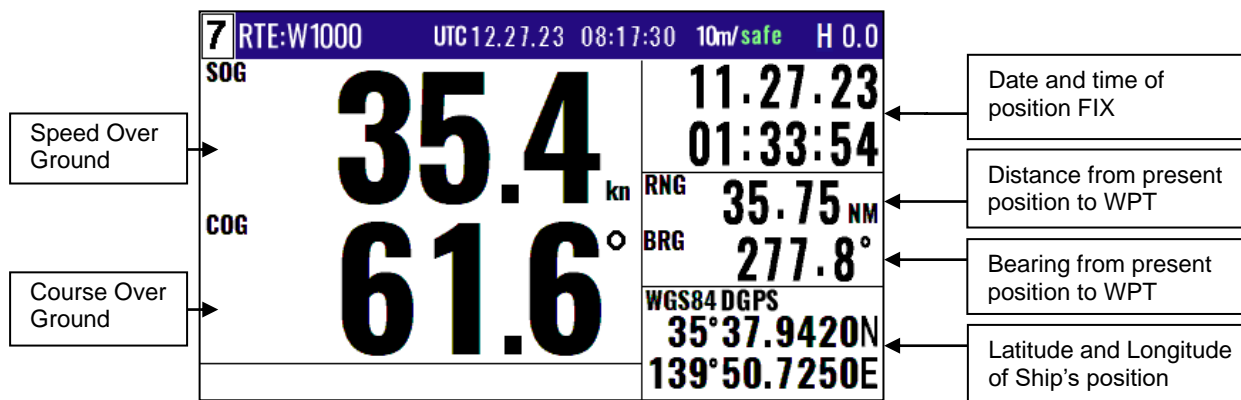 7 RTE:W1000 UTC 12.27.23 08:17:30 10m/safe H 0.0
SOG
35.4 kn
COG
61.6°
11.27.23
01:33:54
RNG 35.75 NM
BRG 277.8°
WGS84 DGPS
35°37.9420N
139°50.7250E
Speed Over
Ground
Course Over
Ground
Date and time of
position FIX
Distance from present
position to WPT
Bearing from present
position to WPT
Latitude and Longitude
of Ship's position